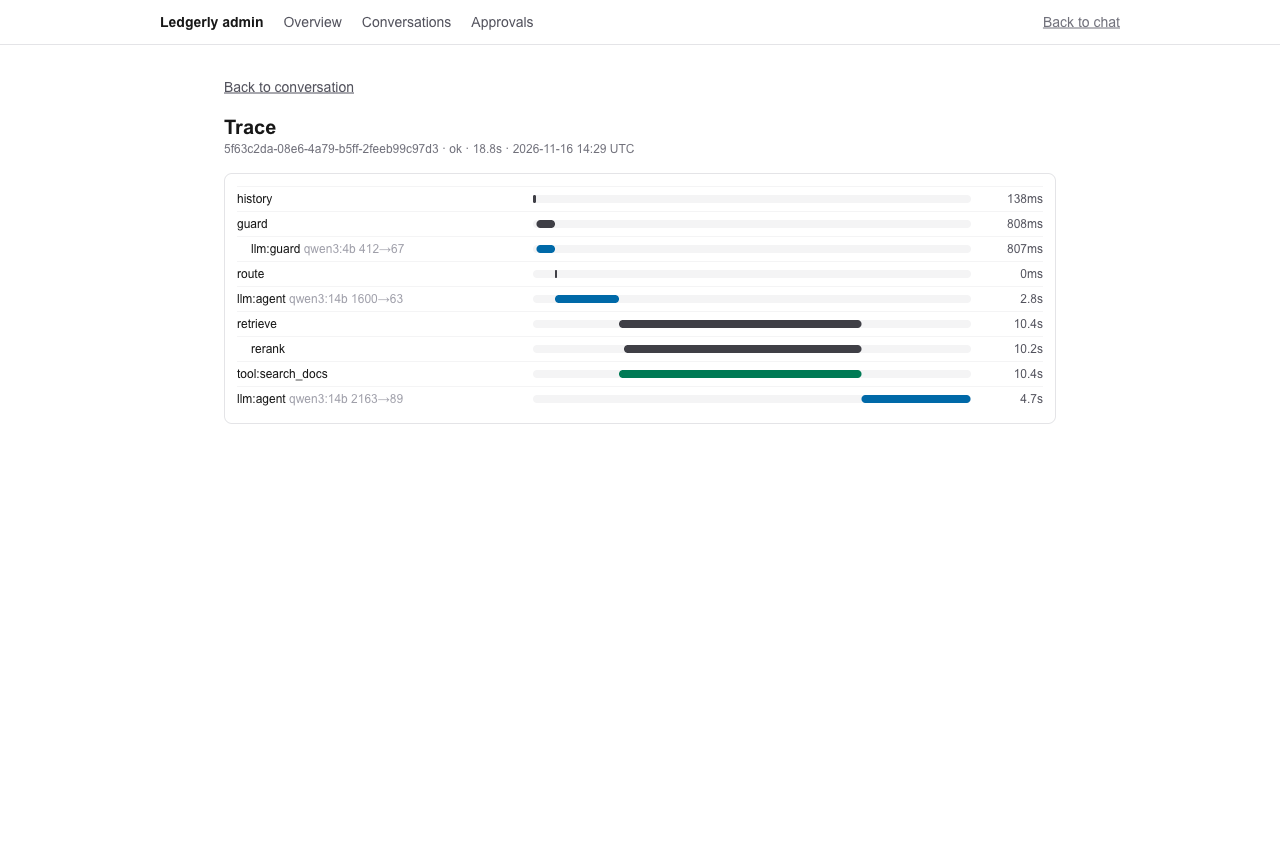 Ledgerly admin Overview Conversations Approvals Back to chat
Back to conversation
Trace
5f63c2da-08e6-4a79-b5ff-2feeb99c97d3 · ok · 18.8s · 2026-11-16 14:29 UTC
history 138ms
guard 808ms
llm:guard qwen3:4b 412→67 807ms
route 0ms
llm:agent qwen3:14b 1600→63 2.8s
retrieve 10.4s
rerank 10.2s
tool:search_docs 10.4s
llm:agent qwen3:14b 2163→89 4.7s